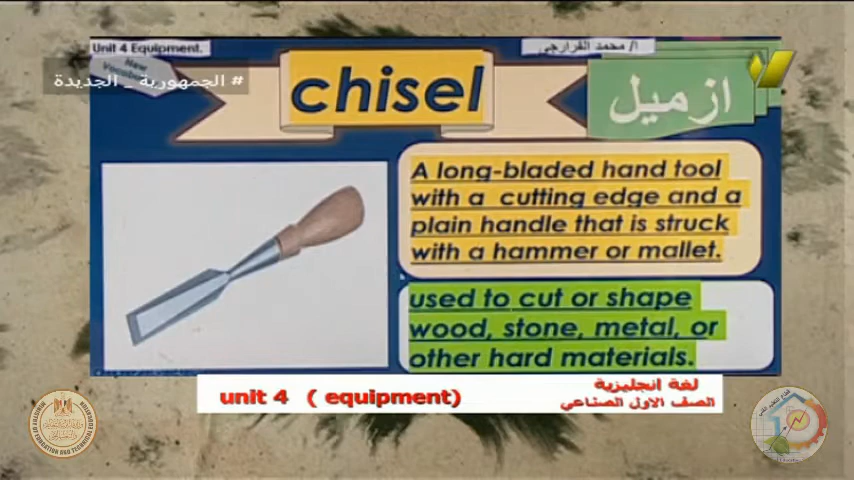 Unit 4 Equipment.
أ/ محمد القرارجي
# الجمهورية _ الجديدة
New
chisel
ازميل
A long-bladed hand tool
with a cutting edge and a
plain handle that is struck
with a hammer or mallet.
used to cut or shape
wood, stone, metal, or
other hard materials.
unit 4 ( equipment)
لغة انجليزية
الصف الاول الصناعي